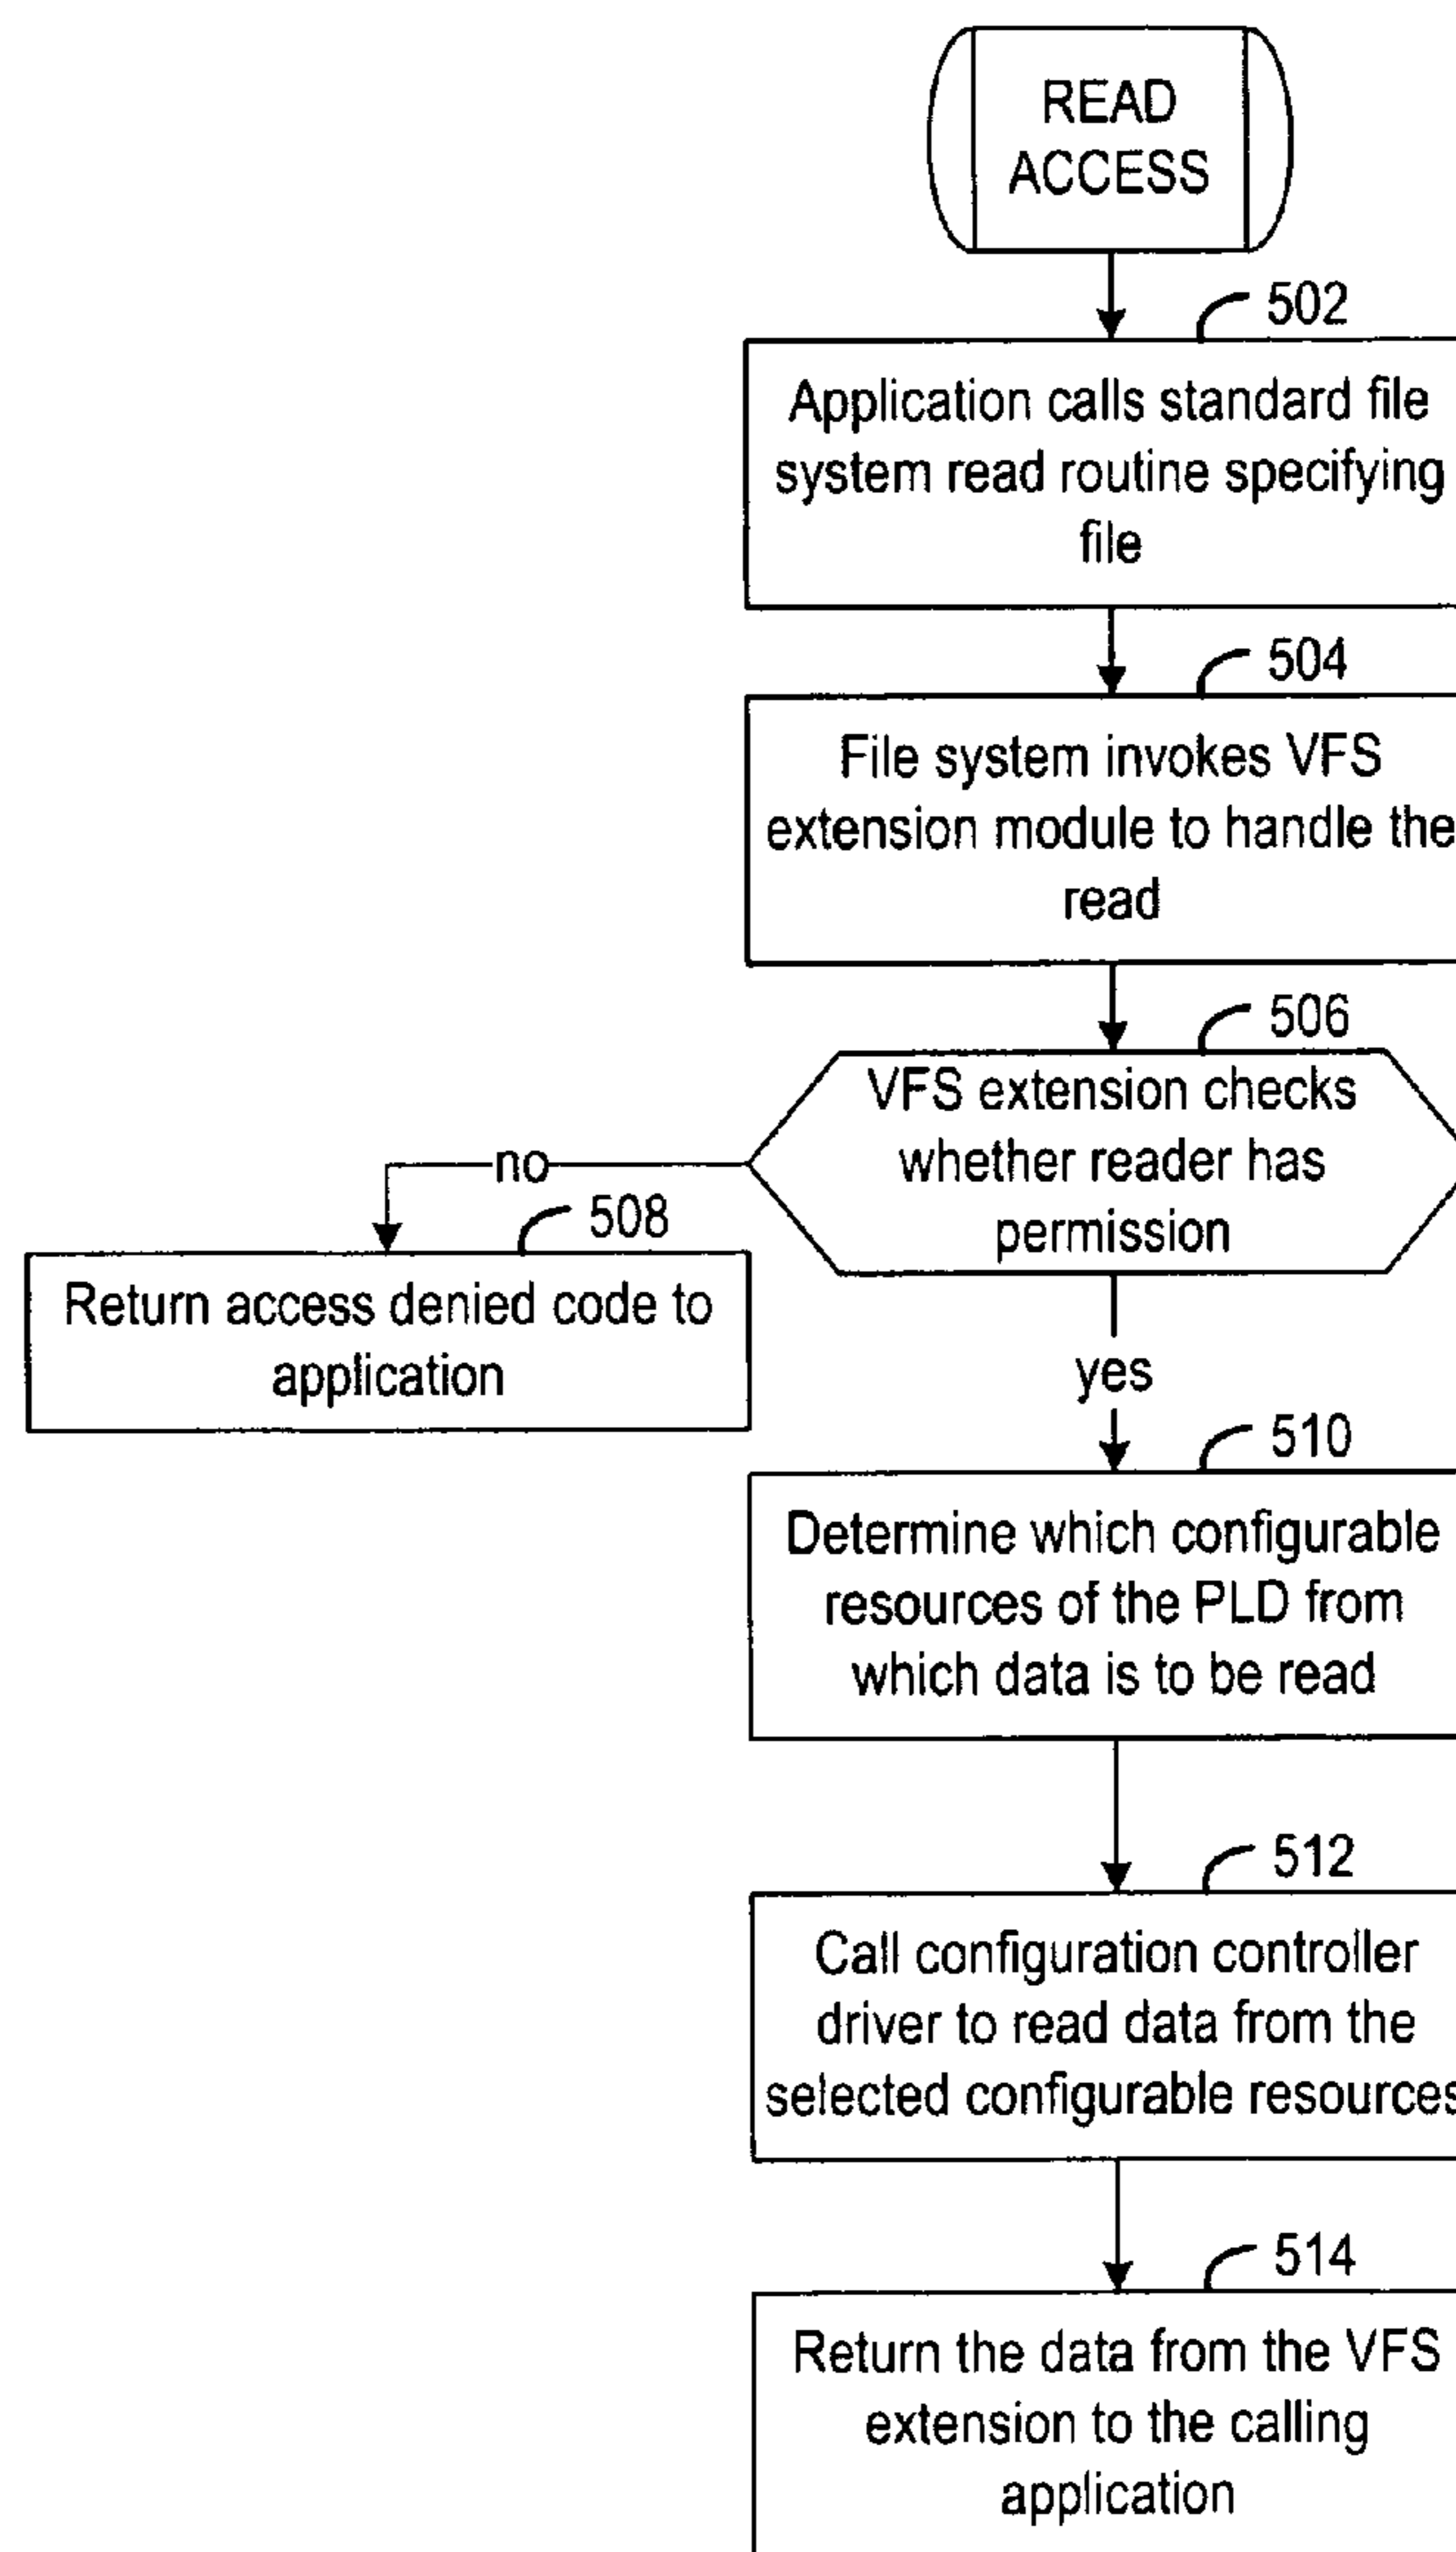 READ
ACCESS
502
Application calls standard file
system read routine specifying
file
504
File system invokes VFS
extension module to handle the
read
506
VFS extension checks
whether reader has
permission
no
508
Return access denied code to
application
yes
510
Determine which configurable
resources of the PLD from
which data is to be read
512
Call configuration controller
driver to read data from the
selected configurable resources
514
Return the data from the VFS
extension to the calling
application